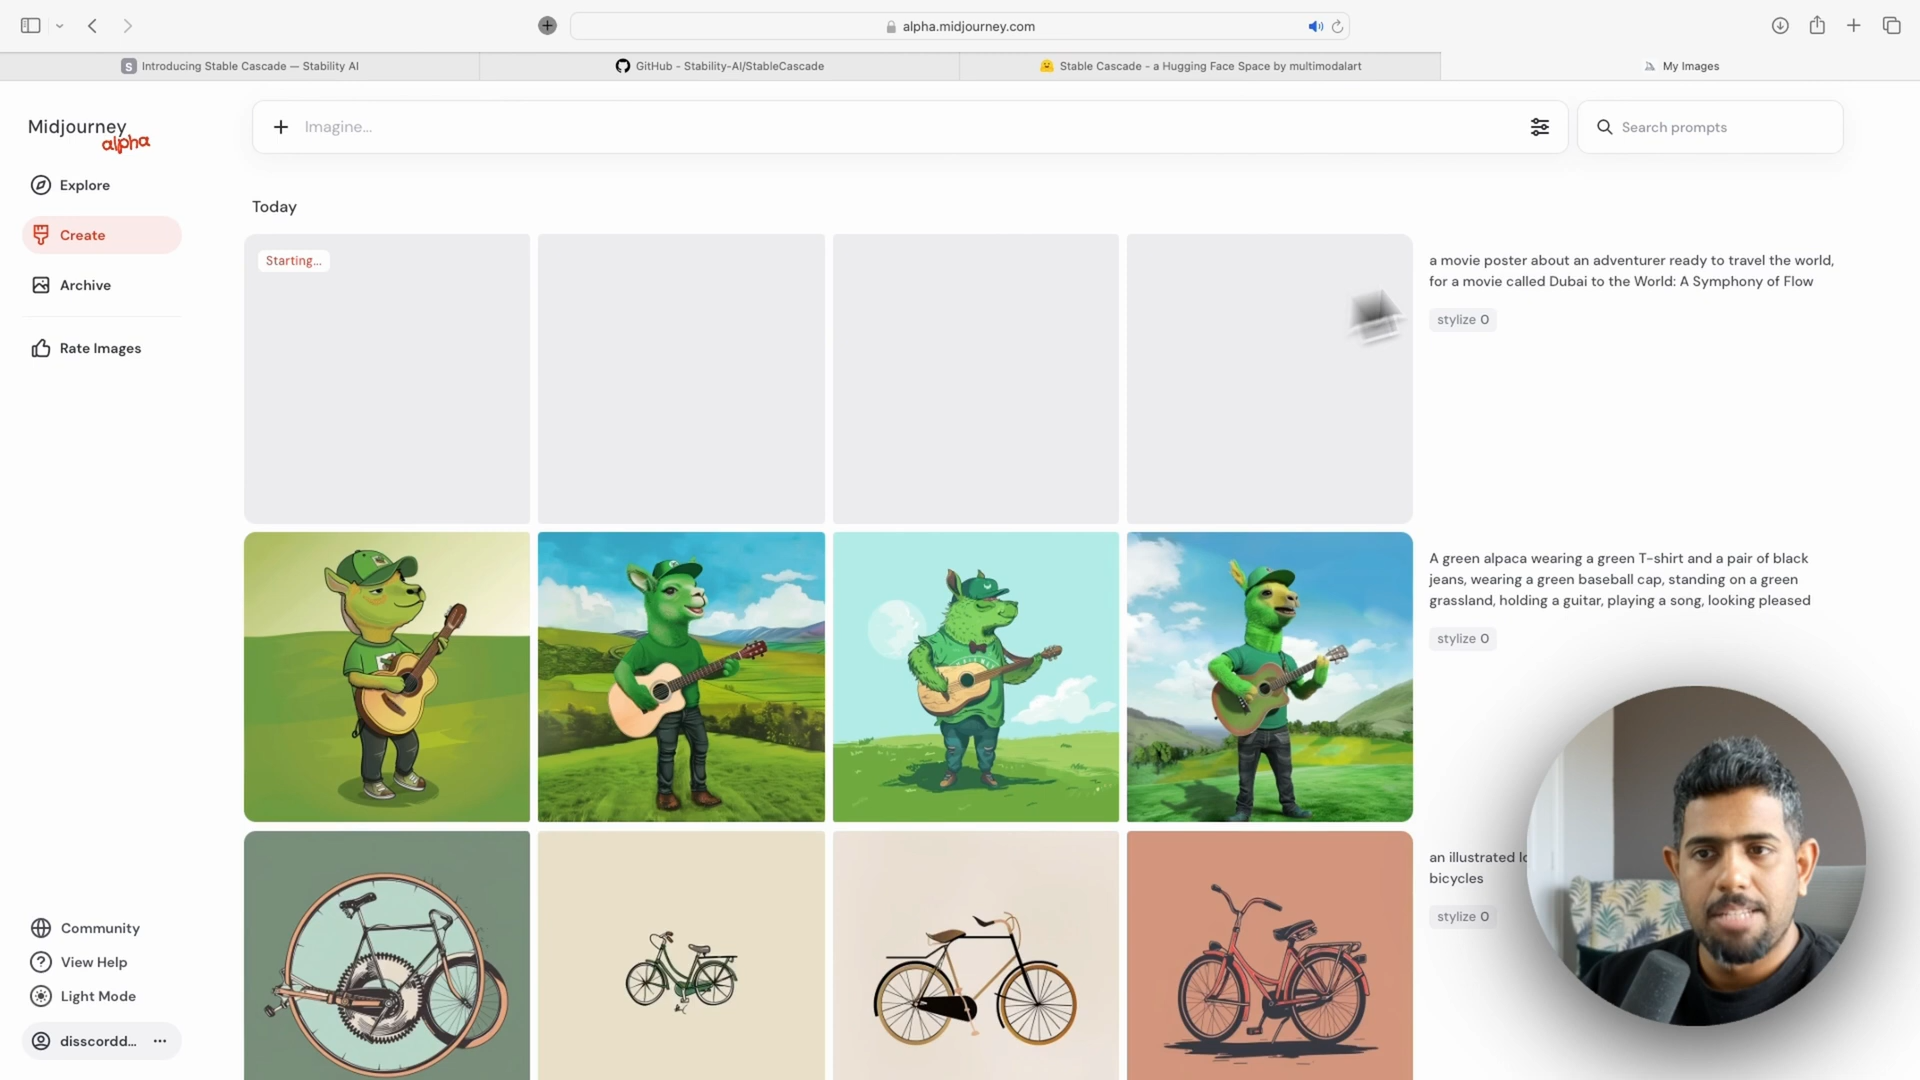 alpha.midjourney.com
Introducing Stable Cascade — Stability AI
GitHub - Stability-AI/StableCascade
Stable Cascade - a Hugging Face Space by multimodalart
My Images
Midjourney
alpha
Imagine...
Search prompts
Explore
Create
Archive
Rate Images
Today
Starting...
a movie poster about an adventurer ready to travel the world,
for a movie called Dubai to the World: A Symphony of Flow
stylize 0
A green alpaca wearing a green T-shirt and a pair of black
jeans, wearing a green baseball cap, standing on a green
grassland, holding a guitar, playing a song, looking pleased
stylize 0
an illustrated
bicycles
stylize 0
Community
View Help
Light Mode
disscordd...